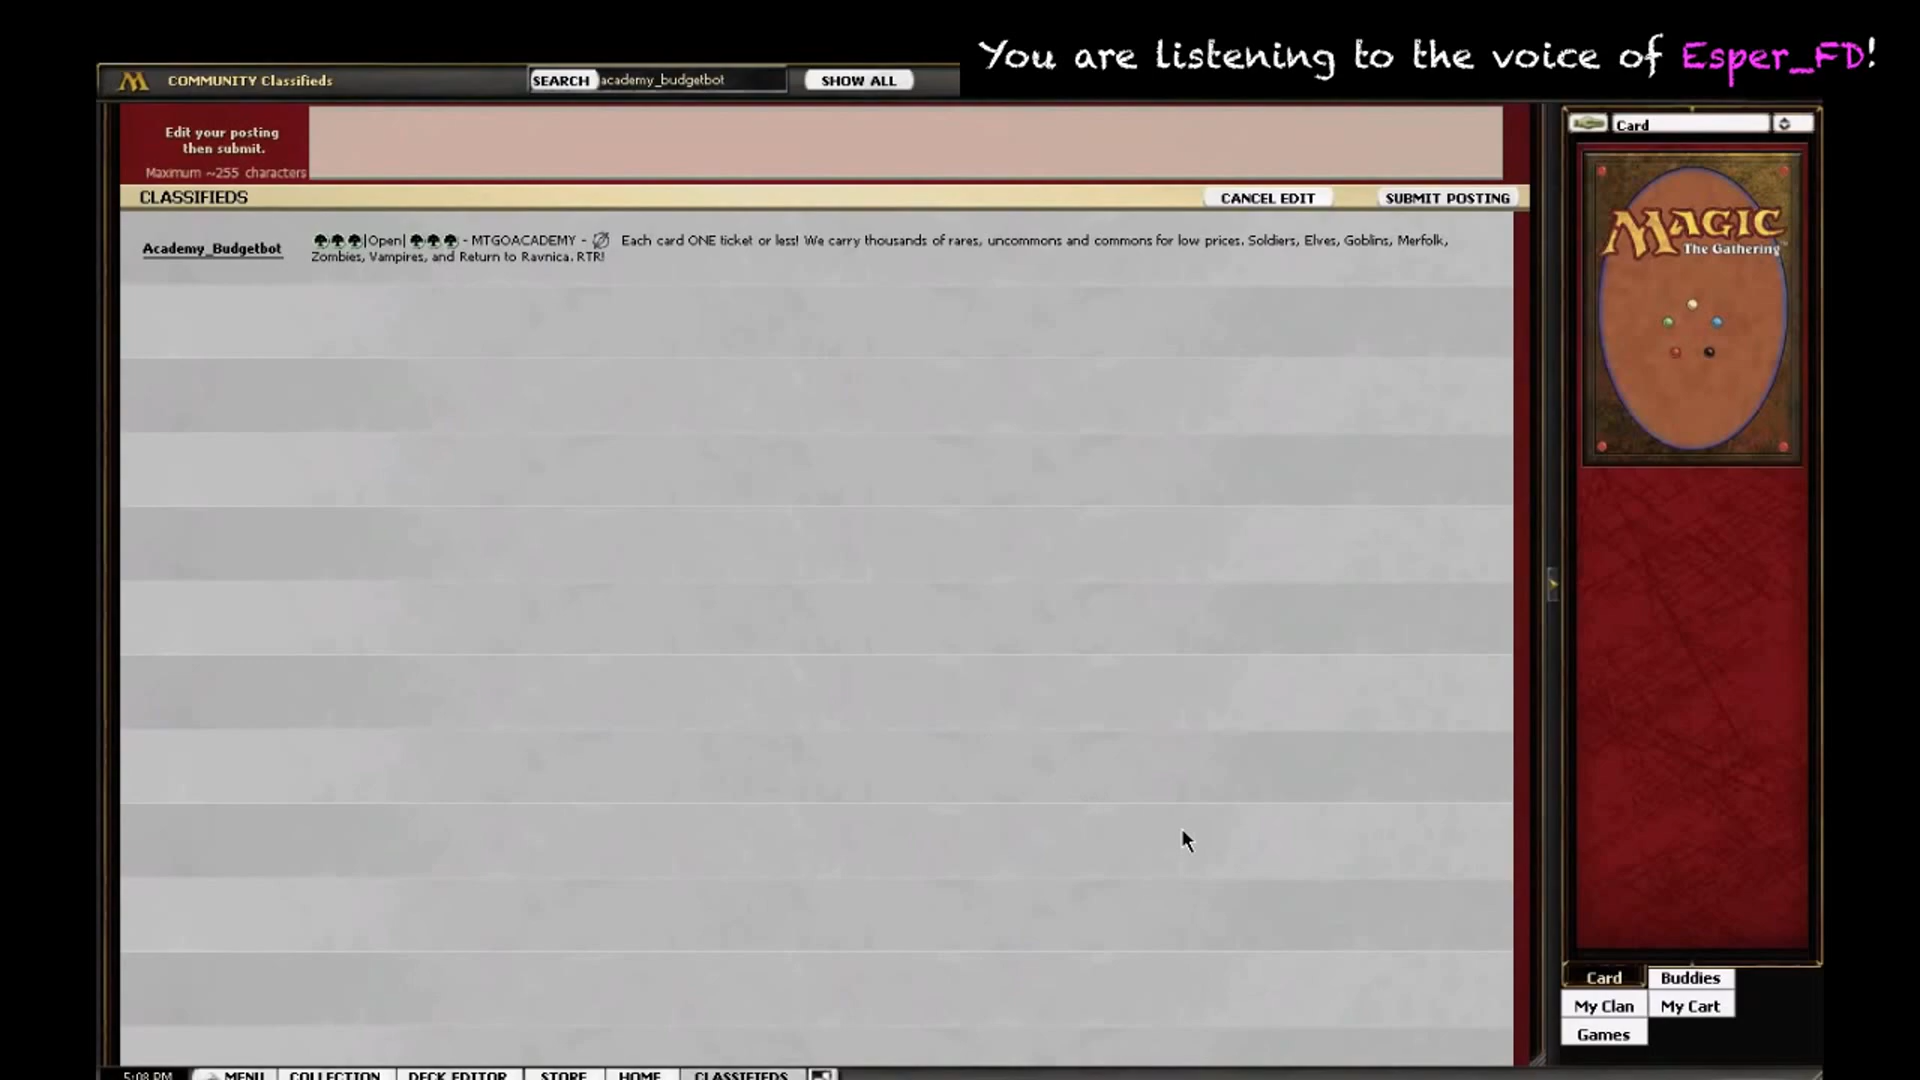 You are listening to the voice of Esper_FD!
COMMUNITY Classifieds
SEARCH academy_budgetbot
SHOW ALL
Card
Edit your posting
then submit.
Maximum ~255 characters
CLASSIFIEDS
CANCEL EDIT
SUBMIT POSTING
Academy_Budgetbot
|Open| - MTGOACADEMY - Each card ONE ticket or less! We carry thousands of rares, uncommons and commons for low prices. Soldiers, Elves, Goblins, Merfolk,
Zombies, Vampires, and Return to Ravnica. RTR!
MAGIC
The Gathering
Card
Buddies
My Clan
My Cart
Games
5:08 PM
MENU
COLLECTION
DECK EDITOR
STORE
HOME
CLASSIFIEDS